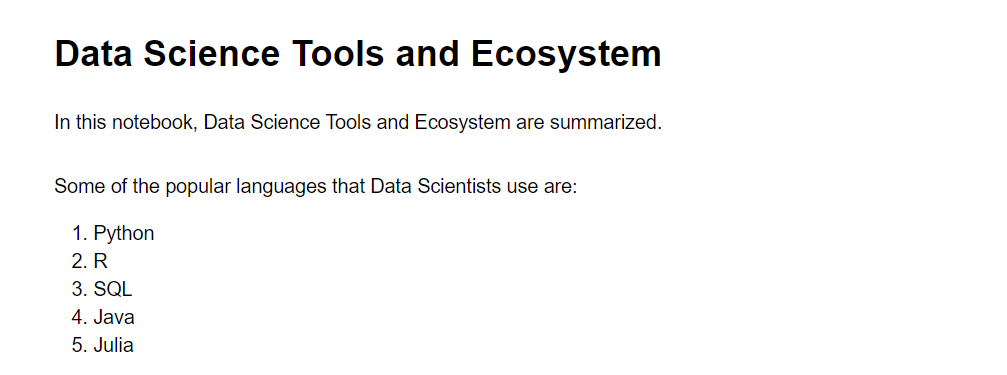 Data Science Tools and Ecosystem
In this notebook, Data Science Tools and Ecosystem are summarized.
Some of the popular languages that Data Scientists use are:
1. Python
2. R
3. SQL
4. Java
5. Julia